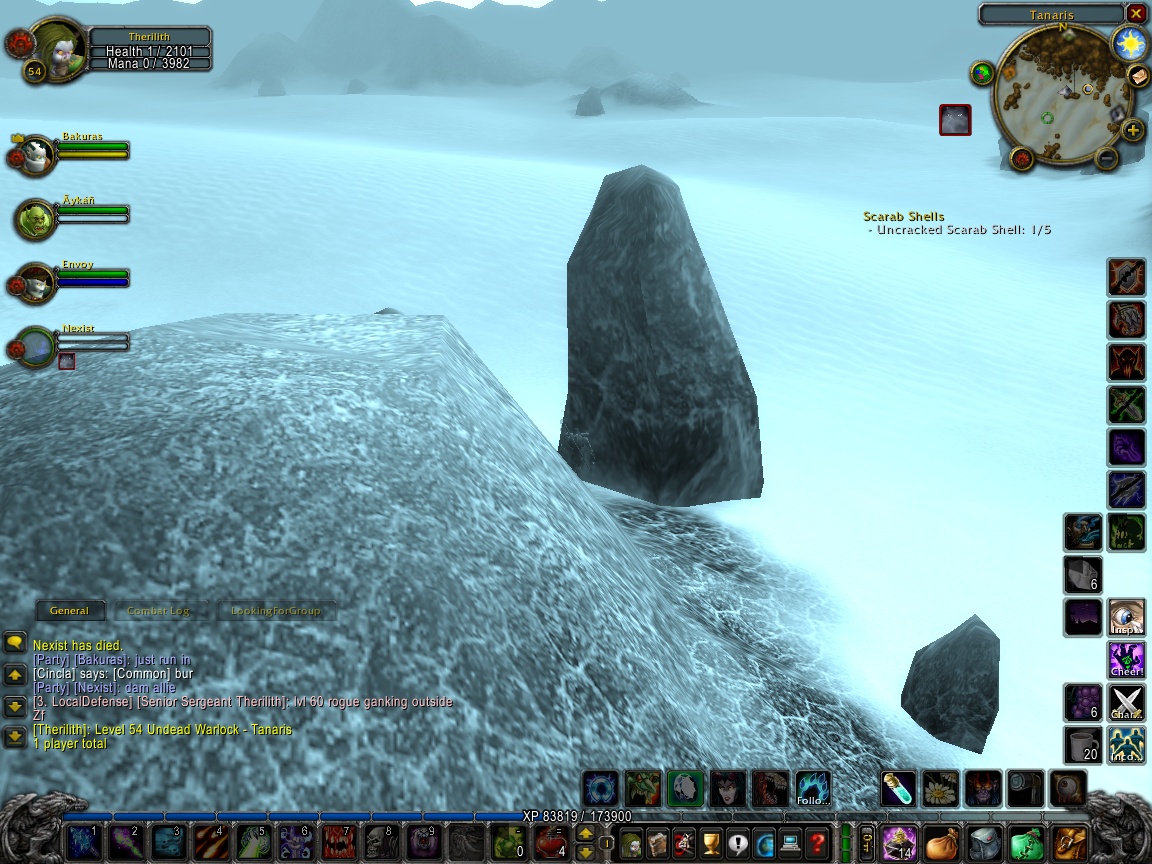 Tanaris
N
Therilith
Health 1 / 2101
Mana 0 / 3982
54
Bakuras
Äykáñ
Envoy
Nexist
Scarab Shells
- Uncracked Scarab Shell: 1/5
6
Insp
Cheer!
6
Char...
20
Inco...
General
Combat Log
LookingForGroup
Nexist has died.
[Party] [Bakuras]: just run in
[Cincla] says: [Common] bur
[Party] [Nexist]: dam allie
[3. LocalDefense] [Senior Sergeant Therilith]: lvl 60 rogue ganking outside
Zf
[Therilith]: Level 54 Undead Warlock - Tanaris
1 player total
Follo...
XP 83819 / 173900
1 2 3 4 5 6 7 8 9 - =
0 4 1 14